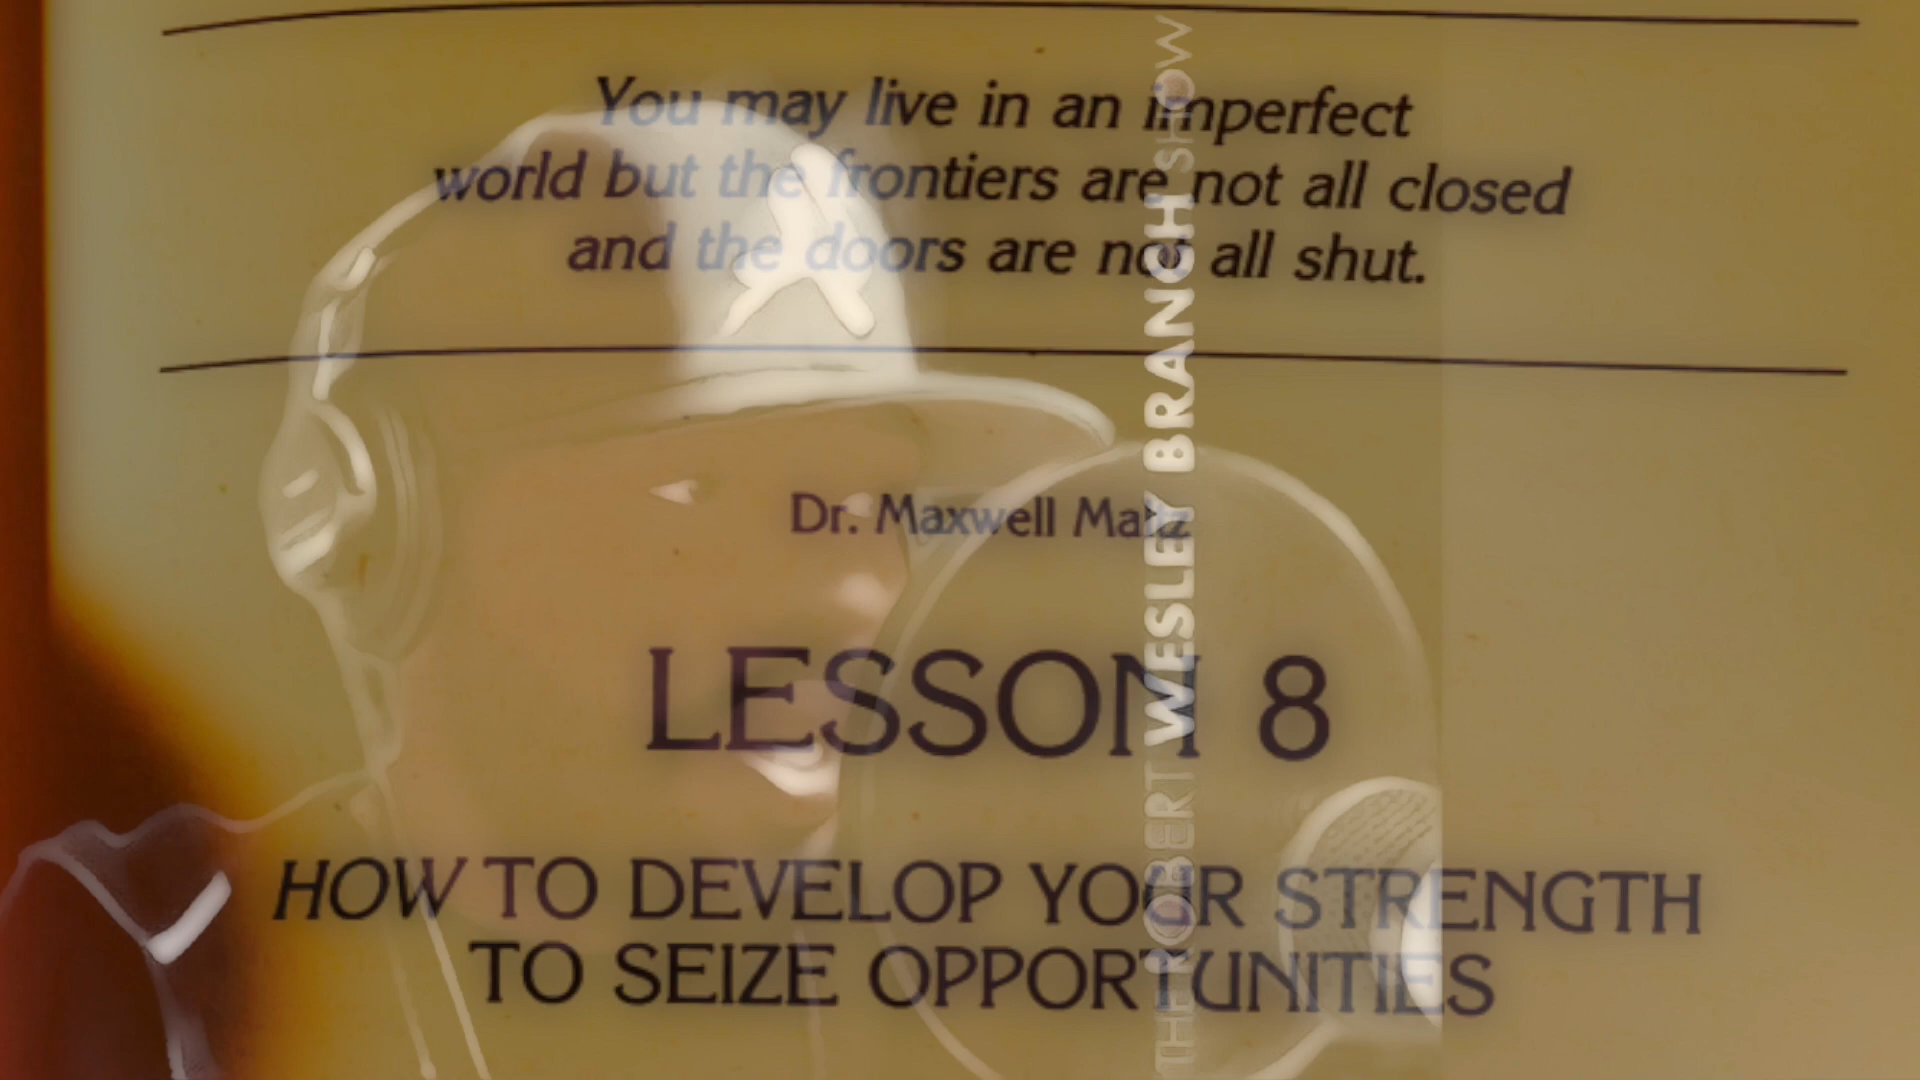 You may live in an imperfect
world but the frontiers are not all closed
and the doors are not all shut.
Dr. Maxwell Maltz
LESSON 8
HOW TO DEVELOP YOUR STRENGTH
TO SEIZE OPPORTUNITIES
THE ROBERT WESLEY BRANCH SHOW